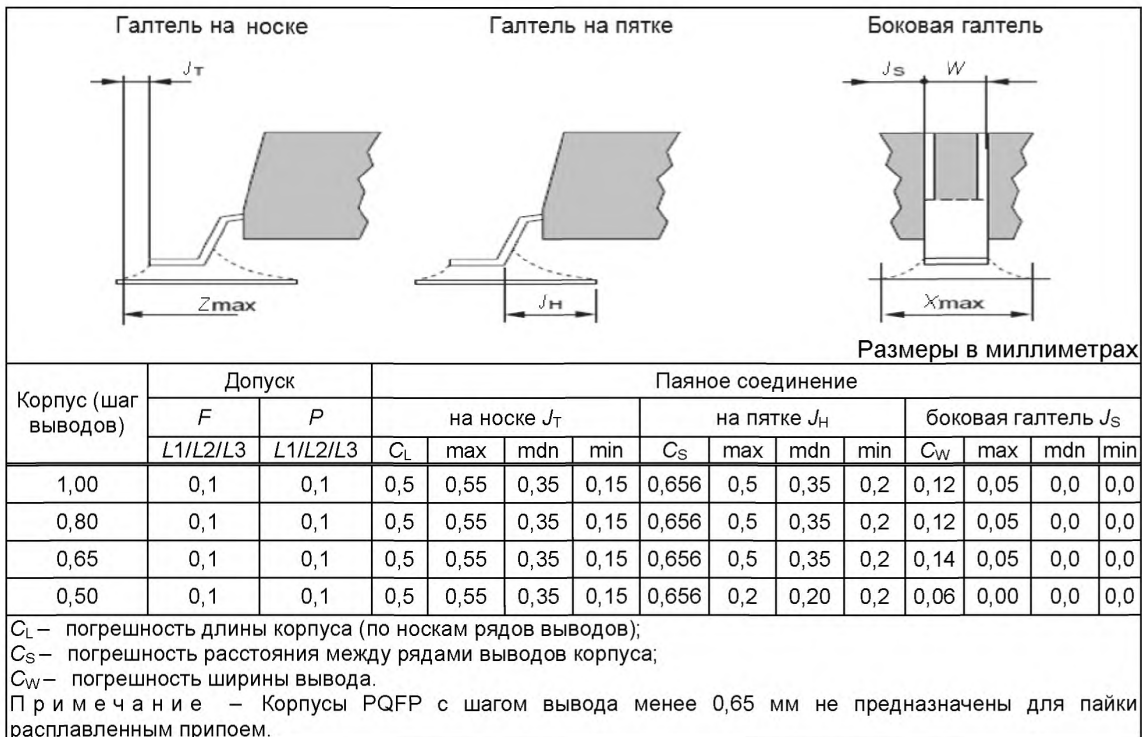 Галтель на носке Галтель на пятке Боковая галтель
JT JS W
Zmax JH Xmax
Размеры в миллиметрах
Корпус (шаг выводов) Допуск Паяное соединение
F P на носке JT на пятке JH боковая галтель JS
L1/L2/L3 L1/L2/L3 CL max mdn min CS max mdn min CW max mdn min
1,00 0,1 0,1 0,5 0,55 0,35 0,15 0,656 0,5 0,35 0,2 0,12 0,05 0,0 0,0
0,80 0,1 0,1 0,5 0,55 0,35 0,15 0,656 0,5 0,35 0,2 0,12 0,05 0,0 0,0
0,65 0,1 0,1 0,5 0,55 0,35 0,15 0,656 0,5 0,35 0,2 0,14 0,05 0,0 0,0
0,50 0,1 0,1 0,5 0,55 0,35 0,15 0,656 0,2 0,20 0,2 0,06 0,00 0,0 0,0
CL – погрешность длины корпуса (по носкам рядов выводов);
CS – погрешность расстояния между рядами выводов корпуса;
CW – погрешность ширины вывода.
Примечание – Корпусы PQFP с шагом вывода менее 0,65 мм не предназначены для пайки
расплавленным припоем.